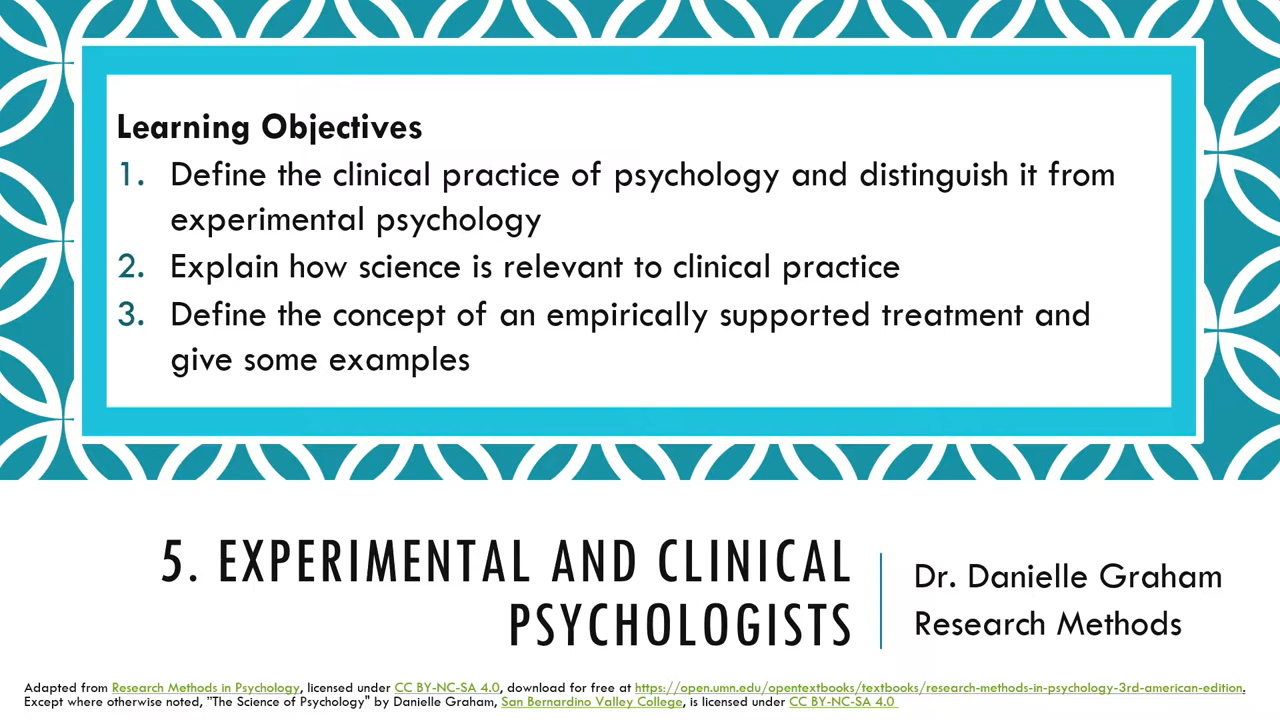 Learning Objectives
1. Define the clinical practice of psychology and distinguish it from
experimental psychology
2. Explain how science is relevant to clinical practice
3. Define the concept of an empirically supported treatment and
give some examples
5. EXPERIMENTAL AND CLINICAL
PSYCHOLOGISTS
Dr. Danielle Graham
Research Methods
Adapted from Research Methods in Psychology, licensed under CC BY-NC-SA 4.0, download for free at https://open.umn.edu/opentextbooks/textbooks/research-methods-in-psychology-3rd-american-edition.
Except where otherwise noted, "The Science of Psychology" by Danielle Graham, San Bernardino Valley College, is licensed under CC BY-NC-SA 4.0